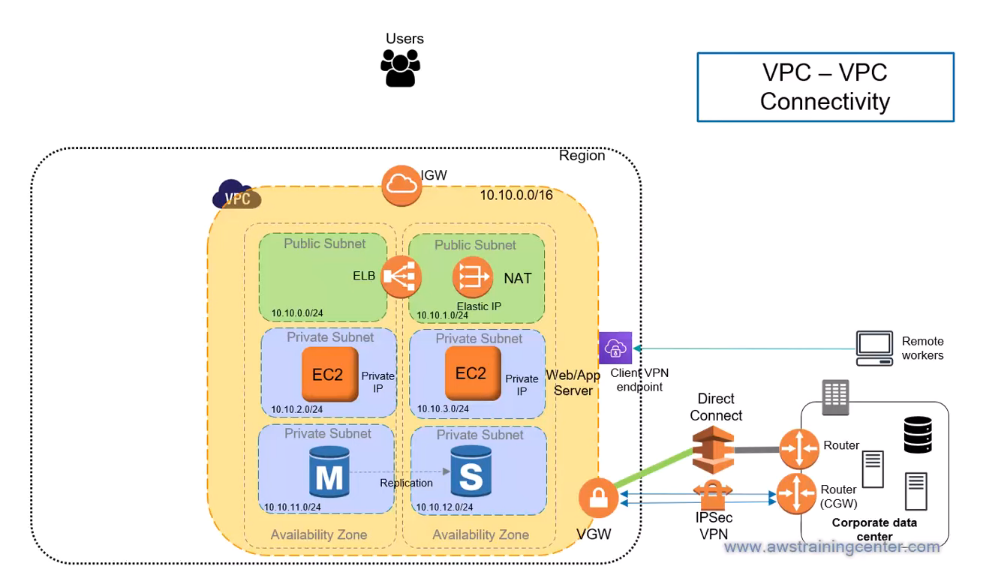 Users
VPC – VPC
Connectivity
Region
IGW
VPC
10.10.0.0/16
Public Subnet
Public Subnet
ELB
NAT
Elastic IP
10.10.0.0/24
10.10.1.0/24
Private Subnet
Private Subnet
EC2
Private
IP
EC2
Private
IP
Web/App
Server
10.10.2.0/24
10.10.3.0/24
Client VPN
endpoint
Remote
workers
Private Subnet
Private Subnet
M
Replication
S
10.10.11.0/24
10.10.12.0/24
Availability Zone
Availability Zone
VGW
Direct
Connect
IPSec
VPN
Router
Router
(CGW)
Corporate data
center
www.awstrainingcenter.com